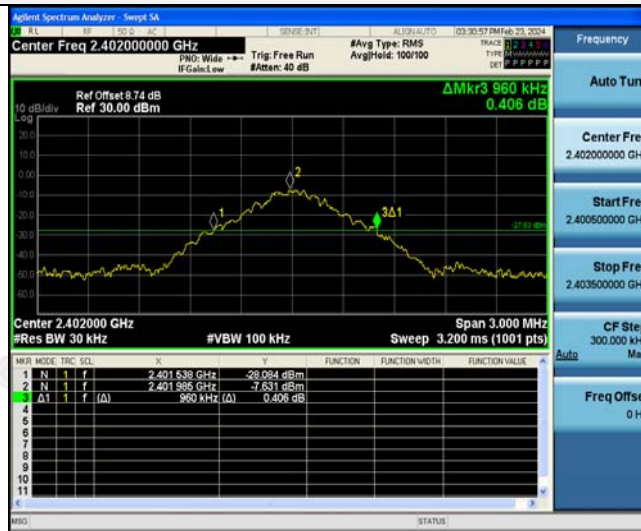 Agilent Spectrum Analyzer - Swept SA
RL RF 50 Ω AC SENSE:INT ALIGNAUTO 03:30:57 PM Feb 23, 2024
Center Freq 2.402000000 GHz
PNO: Wide
IFGain:Low
Trig: Free Run
#Atten: 40 dB
#Avg Type: RMS
Avg|Hold: 100/100
TRACE 1 2 3 4 5 6
TYPE M
DET P P P P P P
Ref Offset 8.74 dB
10 dB/div Ref 30.00 dBm
Log
ΔMkr3 960 kHz
0.406 dB
20.0
10.0
0.00
-10.0
-20.0
-30.0
-40.0
-50.0
-60.0
1
2
3Δ1
-27.63 dBm
Center 2.402000 GHz Span 3.000 MHz
#Res BW 30 kHz #VBW 100 kHz Sweep 3.200 ms (1001 pts)
MKR MODE TRC SCL X Y FUNCTION FUNCTION WIDTH FUNCTION VALUE
1 N 1 f 2.401 538 GHz -28.084 dBm
2 N 1 f 2.401 985 GHz -7.631 dBm
3 Δ1 1 f (Δ) 960 kHz (Δ) 0.406 dB
4
5
6
7
8
9
10
11
MSG STATUS
Frequency
Auto Tun
Center Fre
2.402000000 GH
Start Fre
2.400500000 GH
Stop Fre
2.403500000 GH
CF Ste
300.000 kH
Auto Ma
Freq Offse
0 H